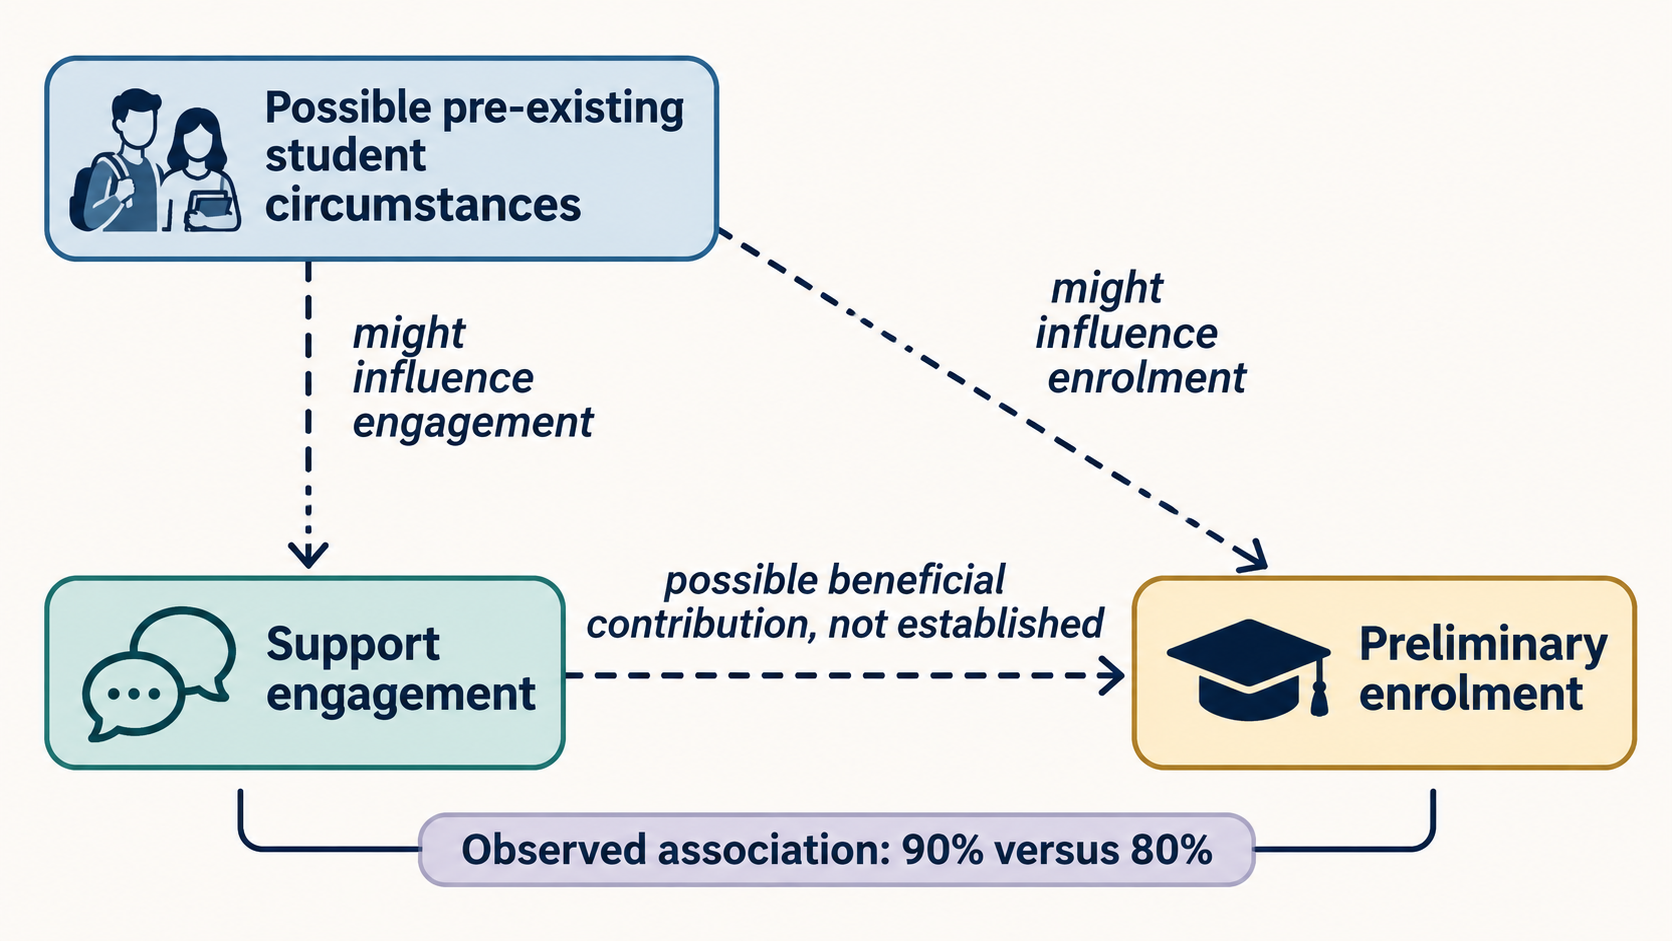 Possible pre-existing
student
circumstances
might
influence
engagement
might
influence
enrolment
possible beneficial
contribution, not established
Support
engagement
Preliminary
enrolment
Observed association: 90% versus 80%